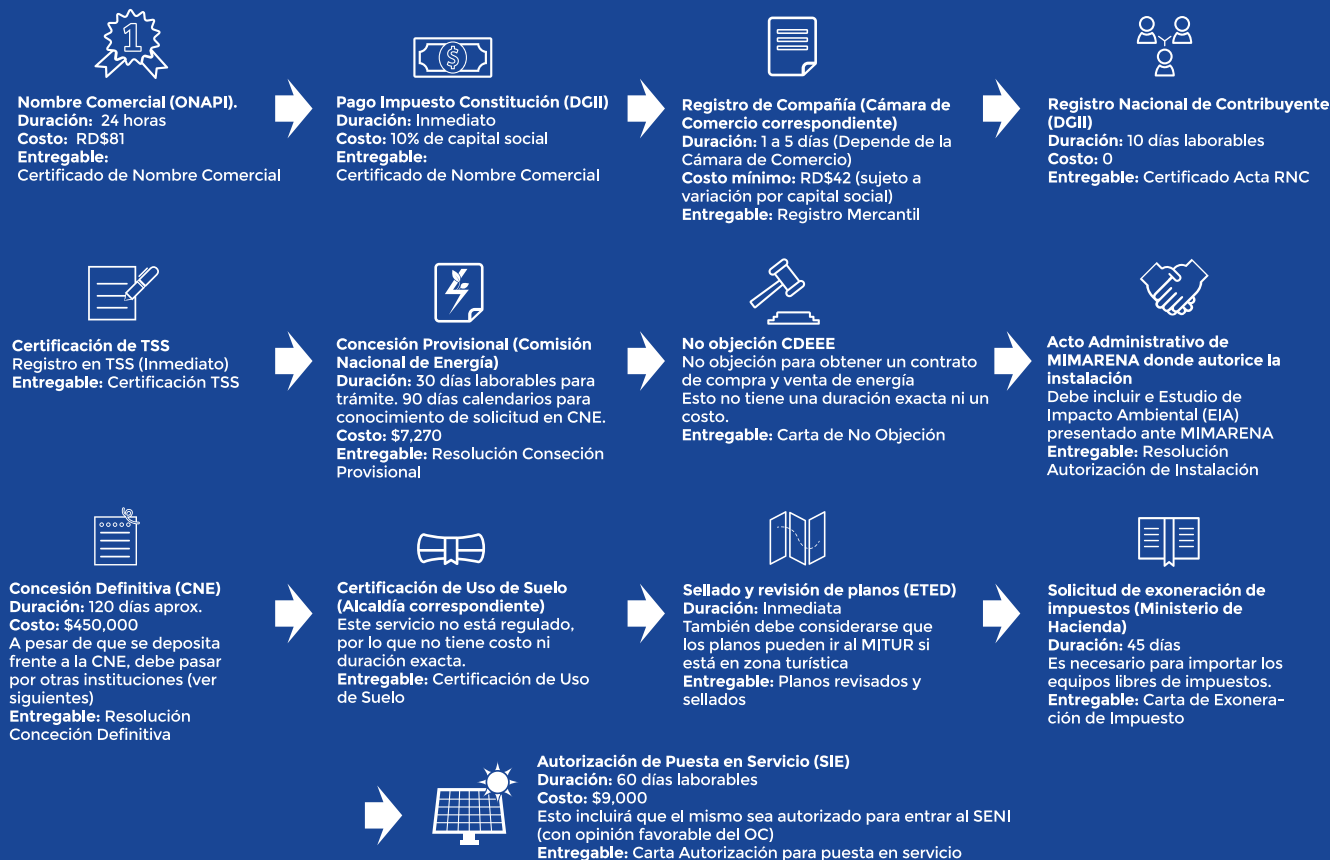 1
Nombre Comercial (ONAPI).
Duración: 24 horas
Costo: RD$81
Entregable:
Certificado de Nombre Comercial
$
Pago Impuesto Constitución (DGII)
Duración: Inmediato
Costo: 10% de capital social
Entregable:
Certificado de Nombre Comercial
Registro de Compañía (Cámara de
Comercio correspondiente)
Duración: 1 a 5 días (Depende de la
Cámara de Comercio)
Costo mínimo: RD$42 (sujeto a
variación por capital social)
Entregable: Registro Mercantil
Registro Nacional de Contribuyente
(DGII)
Duración: 10 días laborables
Costo: 0
Entregable: Certificado Acta RNC
Certificación de TSS
Registro en TSS (Inmediato)
Entregable: Certificación TSS
Concesión Provisional (Comisión
Nacional de Energía)
Duración: 30 días laborables para
trámite. 90 días calendarios para
conocimiento de solicitud en CNE.
Costo: $7,270
Entregable: Resolución Conseción
Provisional
No objeción CDEEE
No objeción para obtener un contrato
de compra y venta de energía
Esto no tiene una duración exacta ni un
costo.
Entregable: Carta de No Objeción
Acto Administrativo de
MIMARENA donde autorice la
instalación
Debe incluir e Estudio de
Impacto Ambiental (EIA)
presentado ante MIMARENA
Entregable: Resolución
Autorización de Instalación
Concesión Definitiva (CNE)
Duración: 120 días aprox.
Costo: $450,000
A pesar de que se deposita
frente a la CNE, debe pasar
por otras instituciones (ver
siguientes)
Entregable: Resolución
Conceción Definitiva
Certificación de Uso de Suelo
(Alcaldía correspondiente)
Este servicio no está regulado,
por lo que no tiene costo ni
duración exacta.
Entregable: Certificación de Uso
de Suelo
Sellado y revisión de planos (ETED)
Duración: Inmediata
También debe considerarse que
los planos pueden ir al MITUR si
está en zona turística
Entregable: Planos revisados y
sellados
Solicitud de exoneración de
impuestos (Ministerio de
Hacienda)
Duración: 45 días
Es necesario para importar los
equipos libres de impuestos.
Entregable: Carta de Exonera-
ción de Impuesto
Autorización de Puesta en Servicio (SIE)
Duración: 60 días laborables
Costo: $9,000
Esto incluirá que el mismo sea autorizado para entrar al SENI
(con opinión favorable del OC)
Entregable: Carta Autorización para puesta en servicio